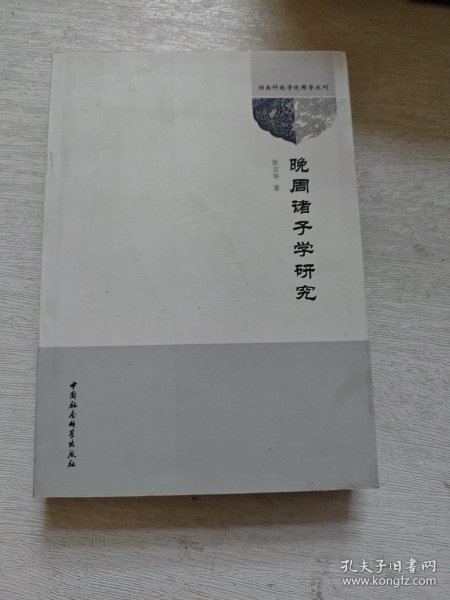 湖南科技学院国学丛刊
晚周诸子学研究
张京华 著
中国社会科学出版社
孔夫子旧书网
www.kongfz.com